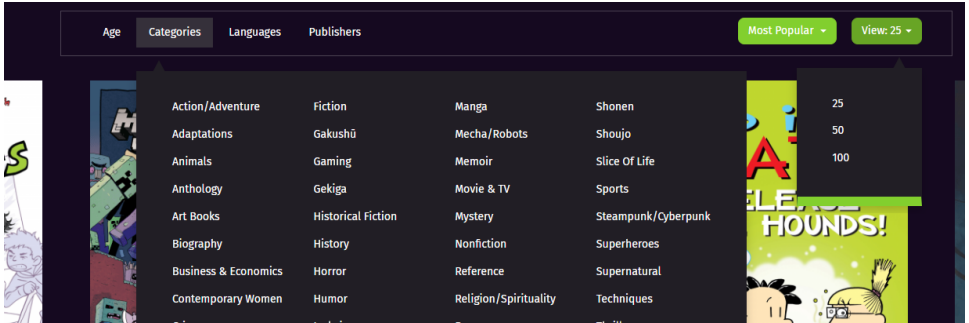 Age Categories Languages Publishers Most Popular View: 25
Action/Adventure Fiction Manga Shonen
Adaptations Gakushū Mecha/Robots Shoujo
Animals Gaming Memoir Slice Of Life
Anthology Gekiga Movie & TV Sports
Art Books Historical Fiction Mystery Steampunk/Cyberpunk
Biography History Nonfiction Superheroes
Business & Economics Horror Reference Supernatural
Contemporary Women Humor Religion/Spirituality Techniques
25
50
100
HOUNDS!